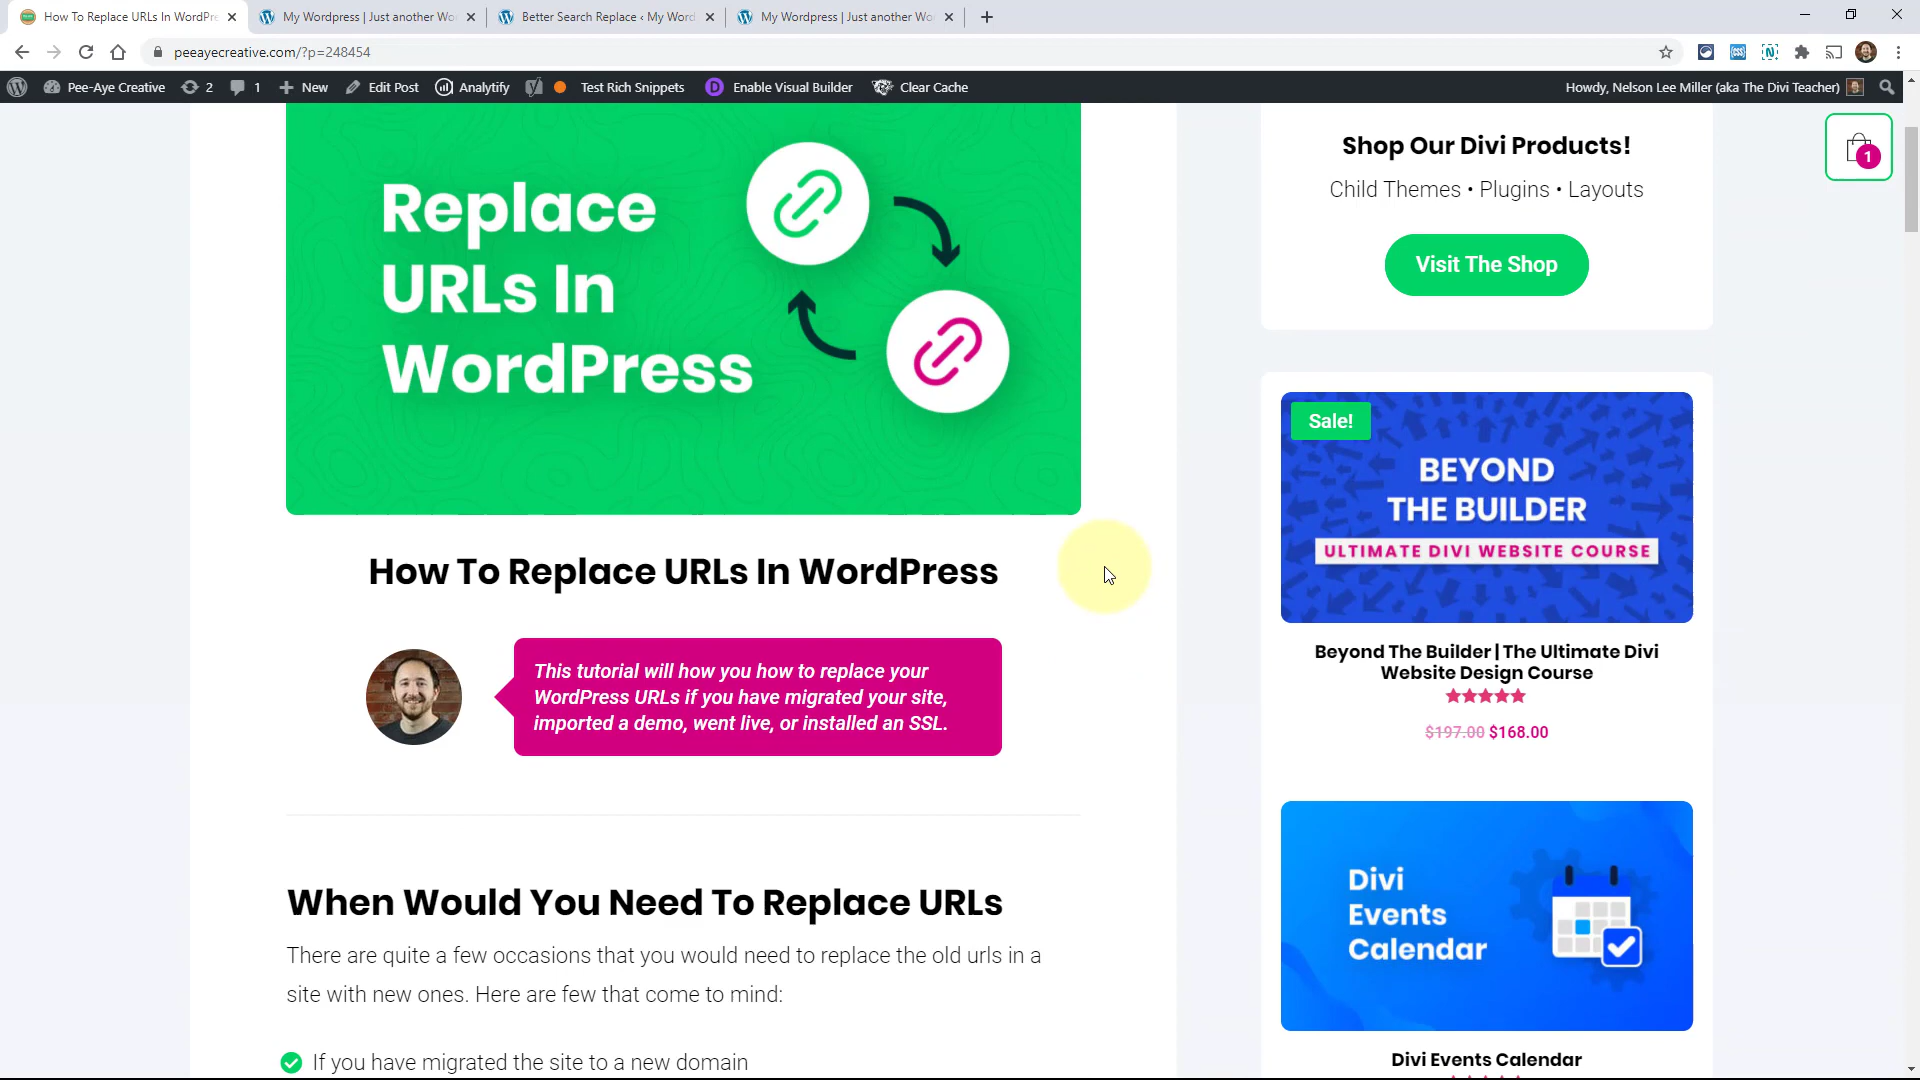 How To Replace URLs In WordPre
My Wordpress | Just another Wo
Better Search Replace ‹ My Word
My Wordpress | Just another Wo
peeayecreative.com/?p=248454
Pee-Aye Creative
2
1
New
Edit Post
Analytify
Test Rich Snippets
D
Enable Visual Builder
Clear Cache
Howdy, Nelson Lee Miller (aka The Divi Teacher)
Replace
URLs In
WordPress
How To Replace URLs In WordPress
This tutorial will how you how to replace your
WordPress URLs if you have migrated your site,
imported a demo, went live, or installed an SSL.
When Would You Need To Replace URLs
There are quite a few occasions that you would need to replace the old urls in a
site with new ones. Here are few that come to mind:
If you have migrated the site to a new domain
Shop Our Divi Products!
Child Themes • Plugins • Layouts
Visit The Shop
1
Sale!
BEYOND
THE BUILDER
ULTIMATE DIVI WEBSITE COURSE
Beyond The Builder | The Ultimate Divi
Website Design Course
$197.00 $168.00
Divi
Events
Calendar
Divi Events Calendar